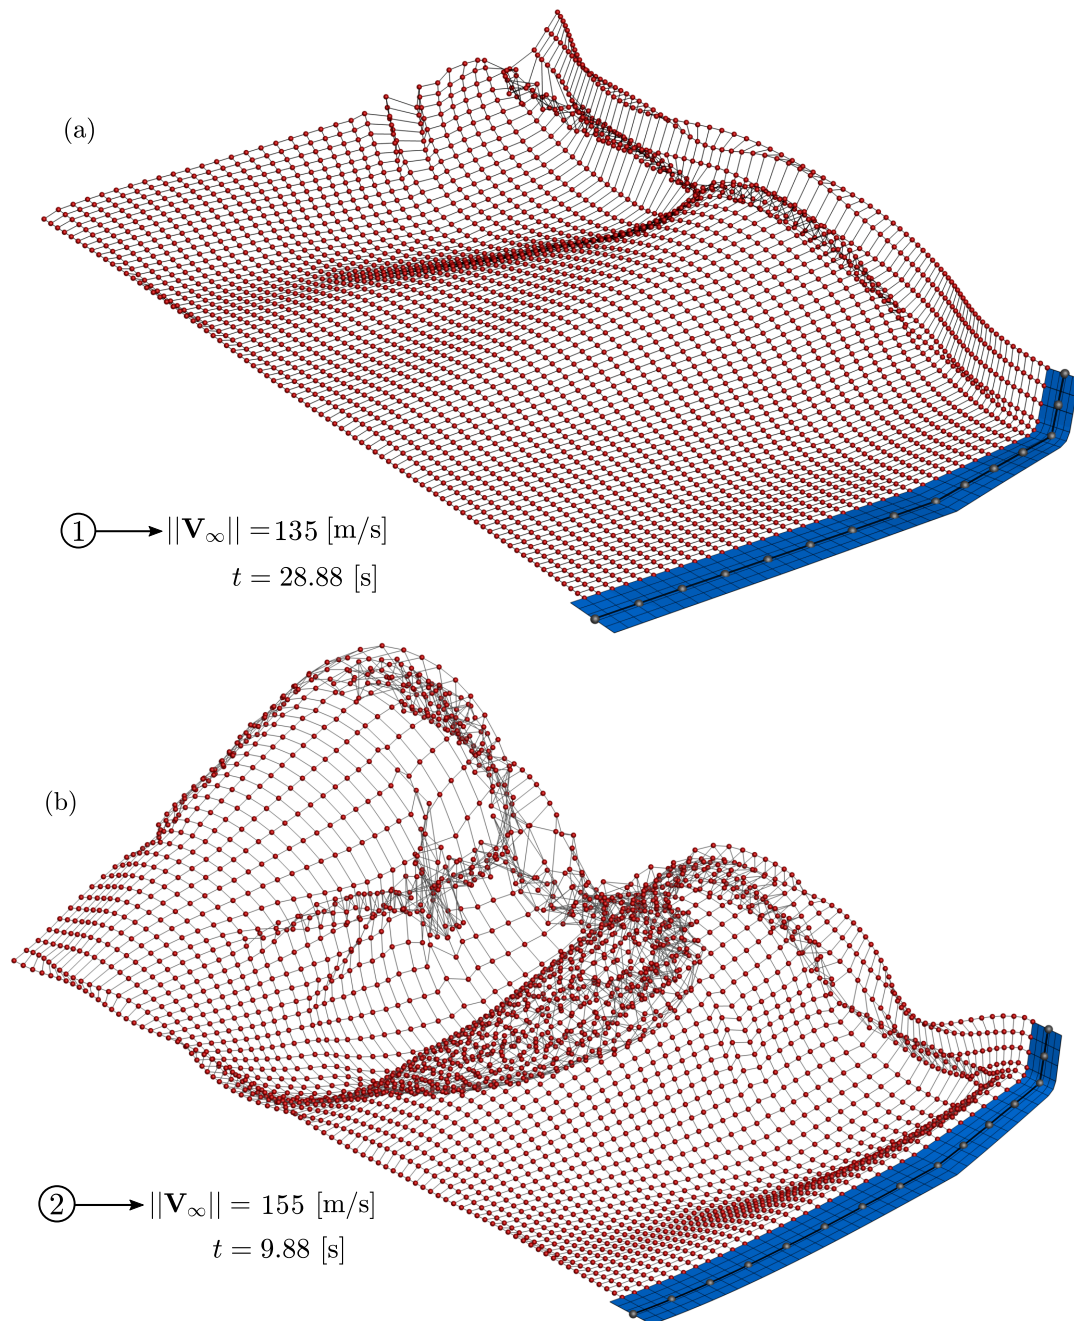 (a)
① ||V∞|| = 135 [m/s]
t = 28.88 [s]
(b)
② ||V∞|| = 155 [m/s]
t = 9.88 [s]